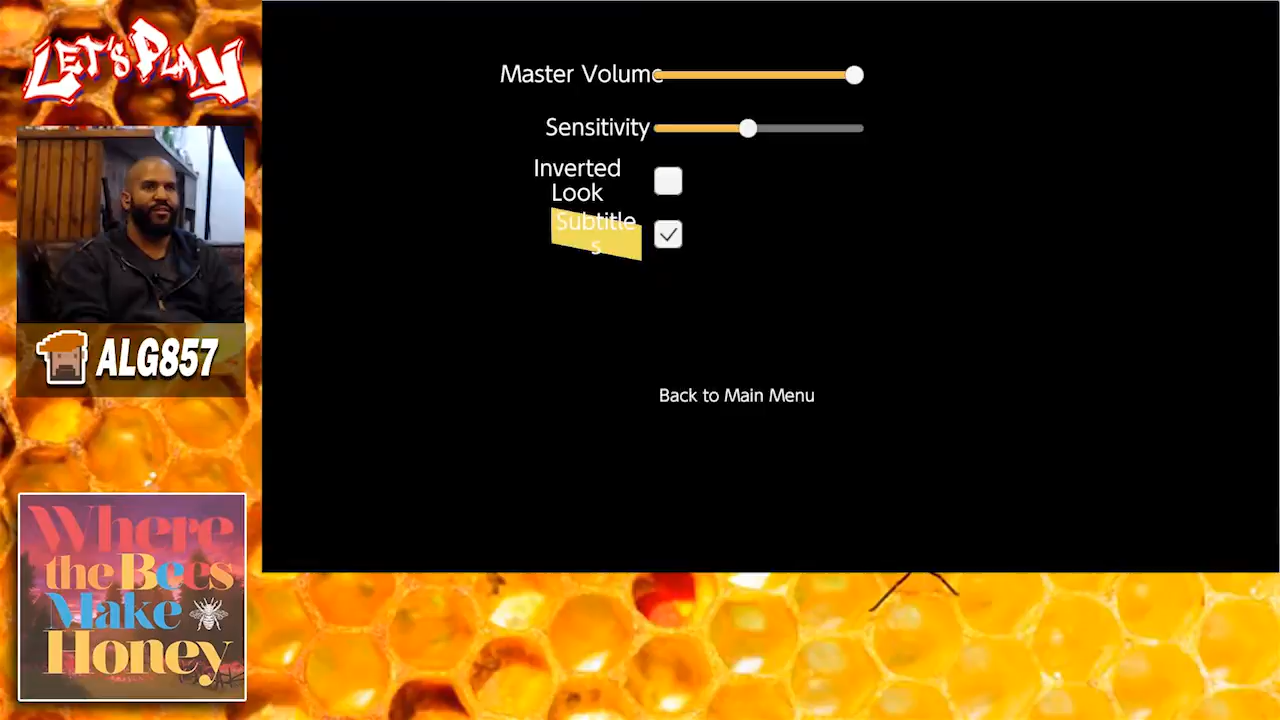 LET'S PLAY
ALG857
Where
the Bees
Make
Honey
Master Volume
Sensitivity
Inverted
Look
Subtitle
s
Back to Main Menu